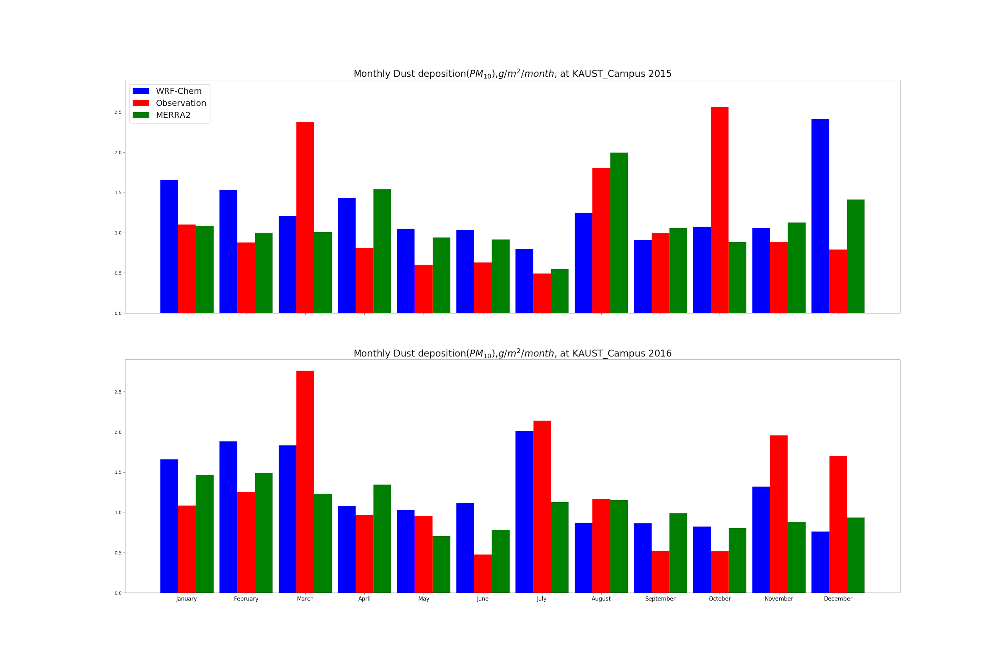 Monthly Dust deposition(PM₁₀),g/m²/month, at KAUST_Campus 2015
WRF-Chem
Observation
MERRA2
2.5
2.0
1.5
1.0
0.5
0.0
Monthly Dust deposition(PM₁₀),g/m²/month, at KAUST_Campus 2016
2.5
2.0
1.5
1.0
0.5
0.0
January February March April May June July August September October November December